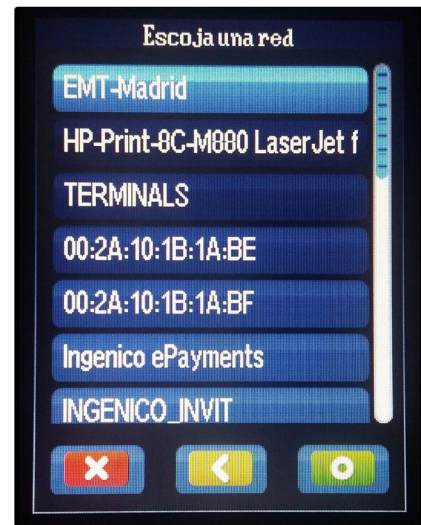 Escoja una red
EMT-Madrid
HP-Print-8C-M880 LaserJet f
TERMINALS
00:2A:10:1B:1A:BE
00:2A:10:1B:1A:BF
Ingenico ePayments
INGENICO_INVIT